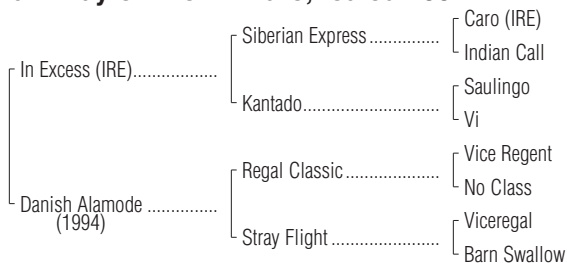 Caro (IRE)
Siberian Express
Indian Call
In Excess (IRE)
Saulingo
Kantado
Vi
Vice Regent
Regal Classic
No Class
Danish Alamode
(1994)
Viceregal
Stray Flight
Barn Swallow